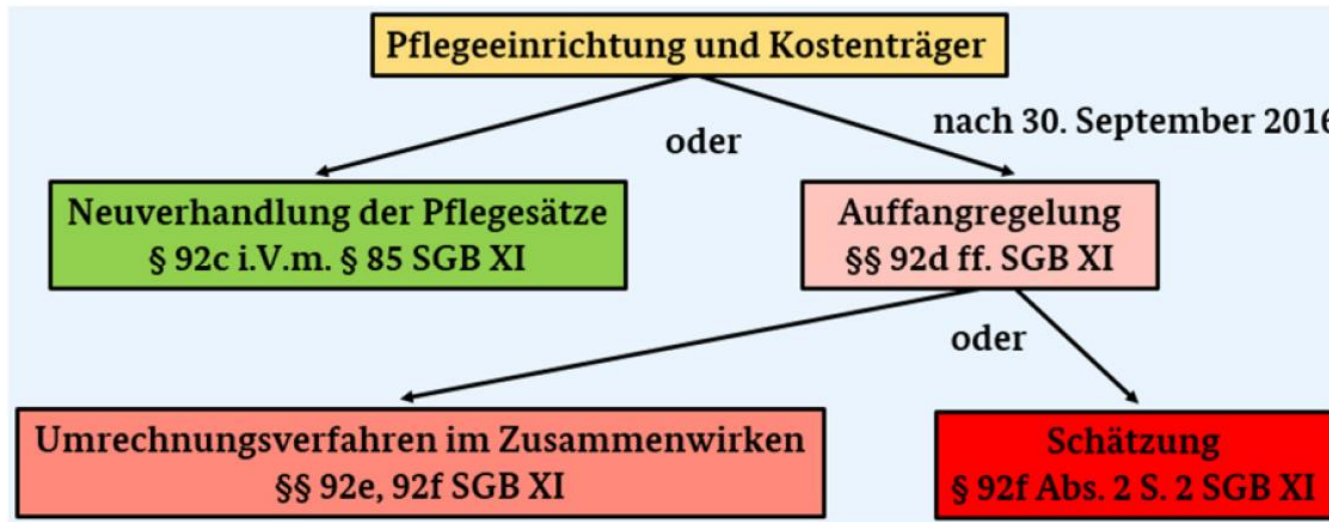 Pflegeeinrichtung und Kostenträger
oder
nach 30. September 2016
Neuverhandlung der Pflegesätze
§ 92c i.V.m. § 85 SGB XI
Auffangregelung
§§ 92d ff. SGB XI
oder
Umrechnungsverfahren im Zusammenwirken
§§ 92e, 92f SGB XI
Schätzung
§ 92f Abs. 2 S. 2 SGB XI